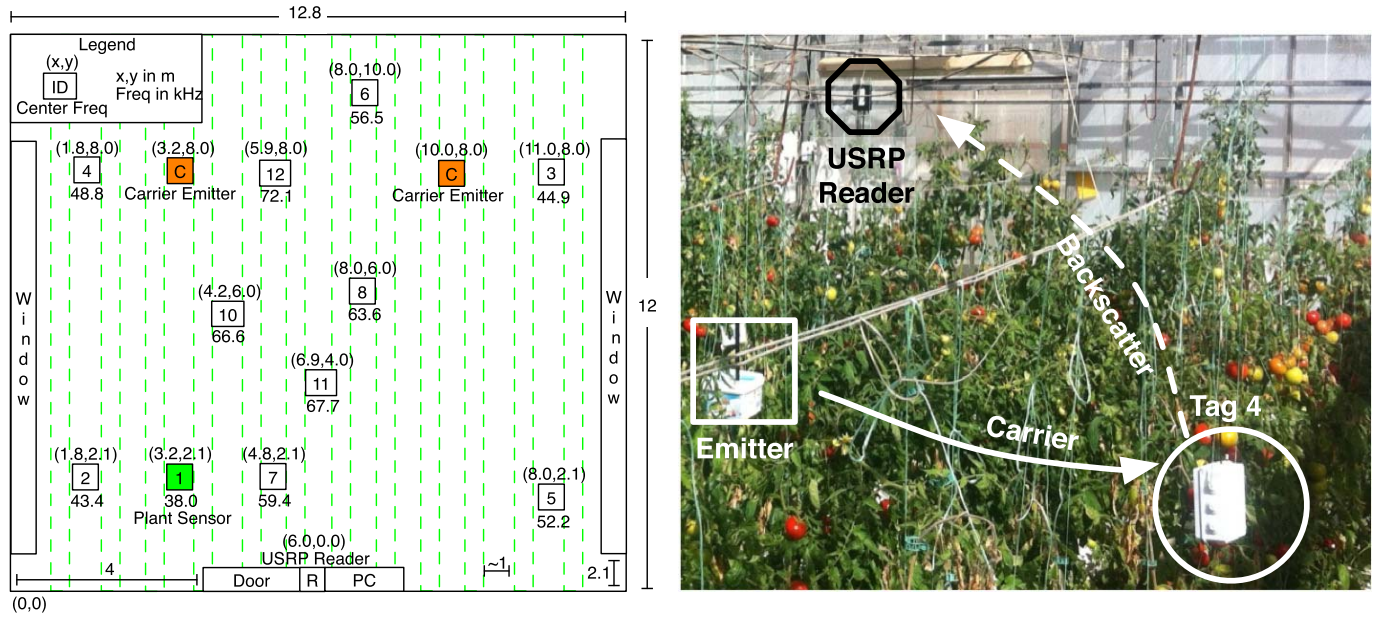 12.8
Legend
(x,y)
ID
Center Freq
x,y in m
Freq in kHz
(8.0,10.0)
6
56.5
(1.8,8.0)
4
48.8
(3.2,8.0)
C
Carrier Emitter
(5.9,8.0)
12
72.1
(10.0,8.0)
C
Carrier Emitter
(11.0,8.0)
3
44.9
Window
(4.2,6.0)
10
66.6
(8.0,6.0)
8
63.6
Window
12
(6.9,4.0)
11
67.7
(1.8,2.1)
2
43.4
(3.2,2.1)
1
38.0
Plant Sensor
(4.8,2.1)
7
59.4
(8.0,2.1)
5
52.2
(6.0,0.0)
USRP Reader
4
Door
R
PC
~1
2.1
(0,0)
USRP
Reader
Backscatter
Emitter
Carrier
Tag 4